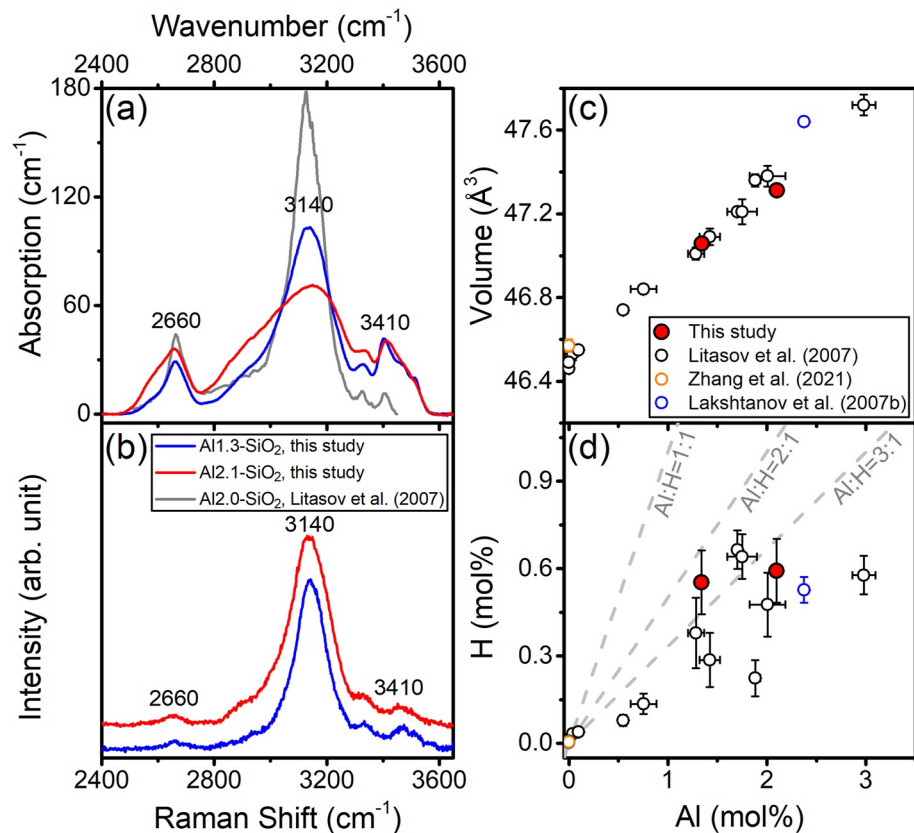 Wavenumber (cm⁻¹)
2400 2800 3200 3600
(a)
Absorption (cm⁻¹)
180
120
60
0
2660
3140
3410
(b)
Al1.3-SiO₂, this study
Al2.1-SiO₂, this study
Al2.0-SiO₂, Litasov et al. (2007)
Intensity (arb. unit)
2660
3140
3410
2400 2800 3200 3600
Raman Shift (cm⁻¹)
(c)
Volume (Å³)
47.6
47.2
46.8
46.4
This study
Litasov et al. (2007)
Zhang et al. (2021)
Lakshtanov et al. (2007b)
(d)
H (mol%)
0.9
0.6
0.3
0.0
Al:H=1:1
Al:H=2:1
Al:H=3:1
0 1 2 3
Al (mol%)